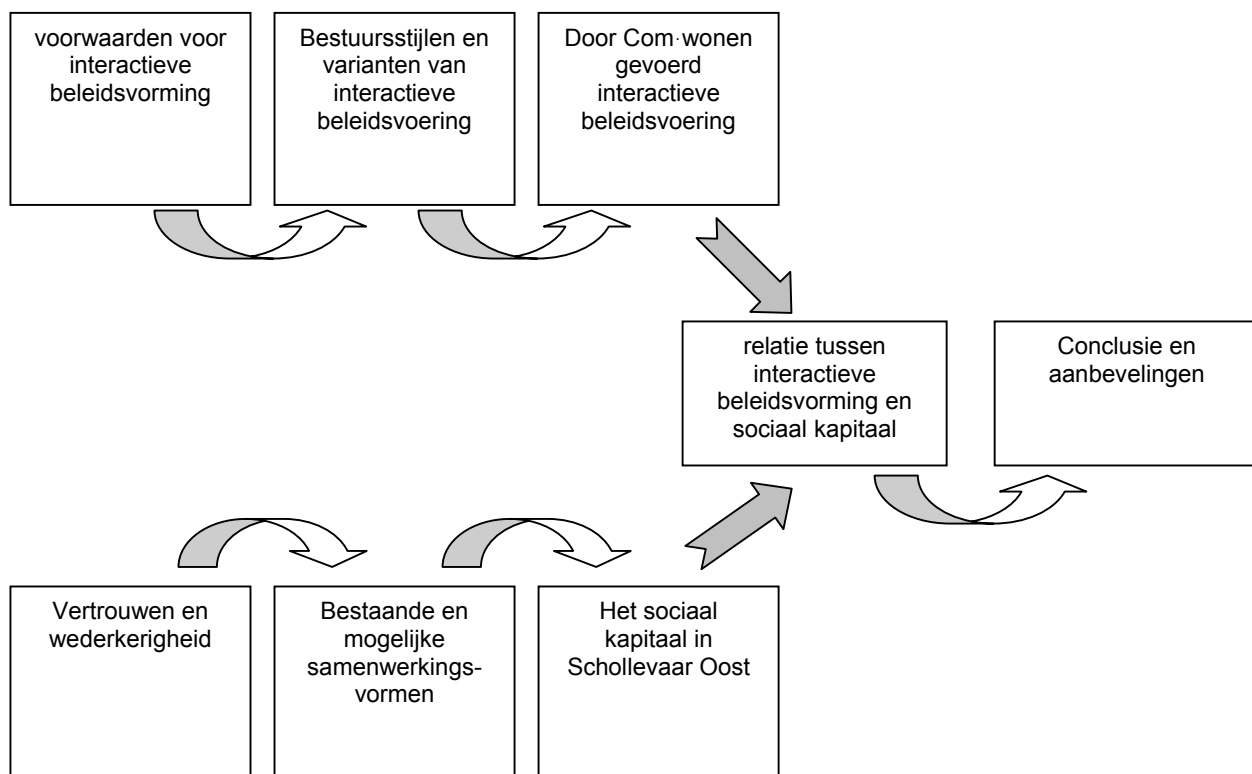 voorwaarden voor
interactieve
beleidsvorming
Bestuursstijlen en
varianten van
interactieve
beleidsvoering
Door Com·wonen
gevoerd
interactieve
beleidsvoering
relatie tussen
interactieve
beleidsvorming en
sociaal kapitaal
Conclusie en
aanbevelingen
Vertrouwen en
wederkerigheid
Bestaande en
mogelijke
samenwerkings-
vormen
Het sociaal
kapitaal in
Schollevaar Oost